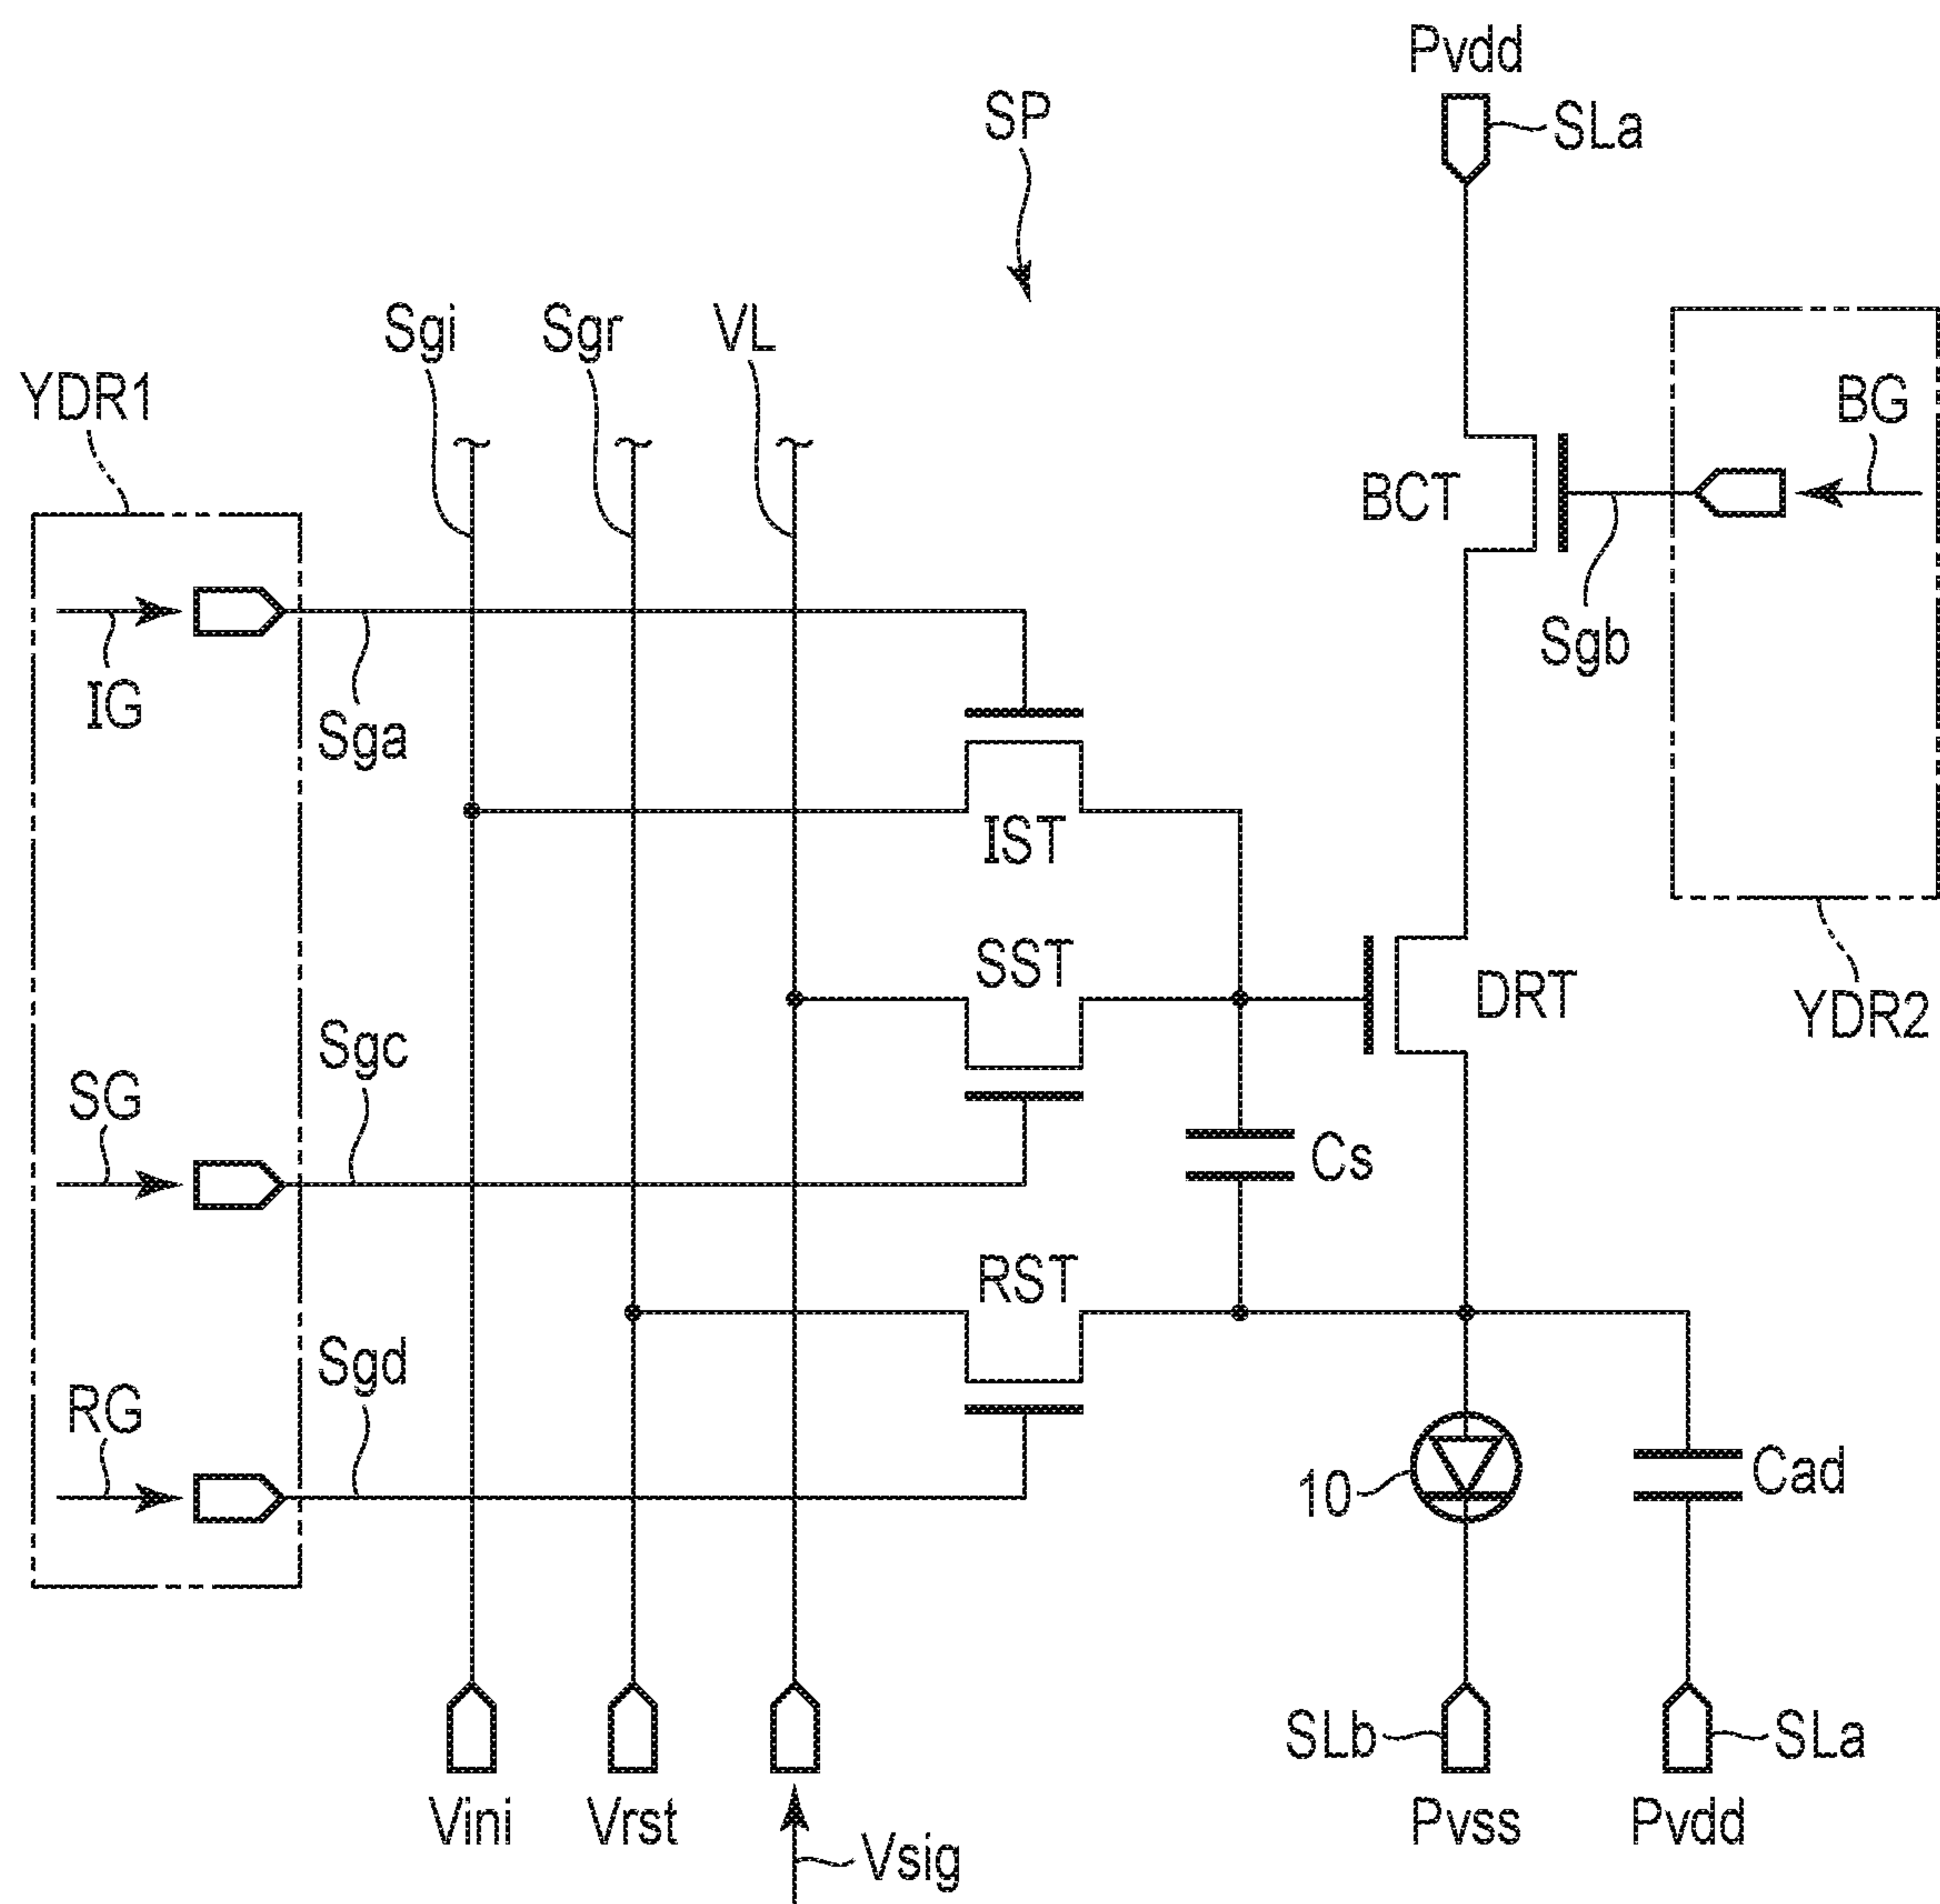 Pvdd
SP
SLa
Sgi
Sgr
VL
YDR1
BG
BCT
IG
Sga
Sgb
IST
SST
DRT
YDR2
Sgc
SG
Cs
RST
Sgd
RG
10
Cad
SLb
SLa
Vini
Vrst
Pvss
Pvdd
Vsig